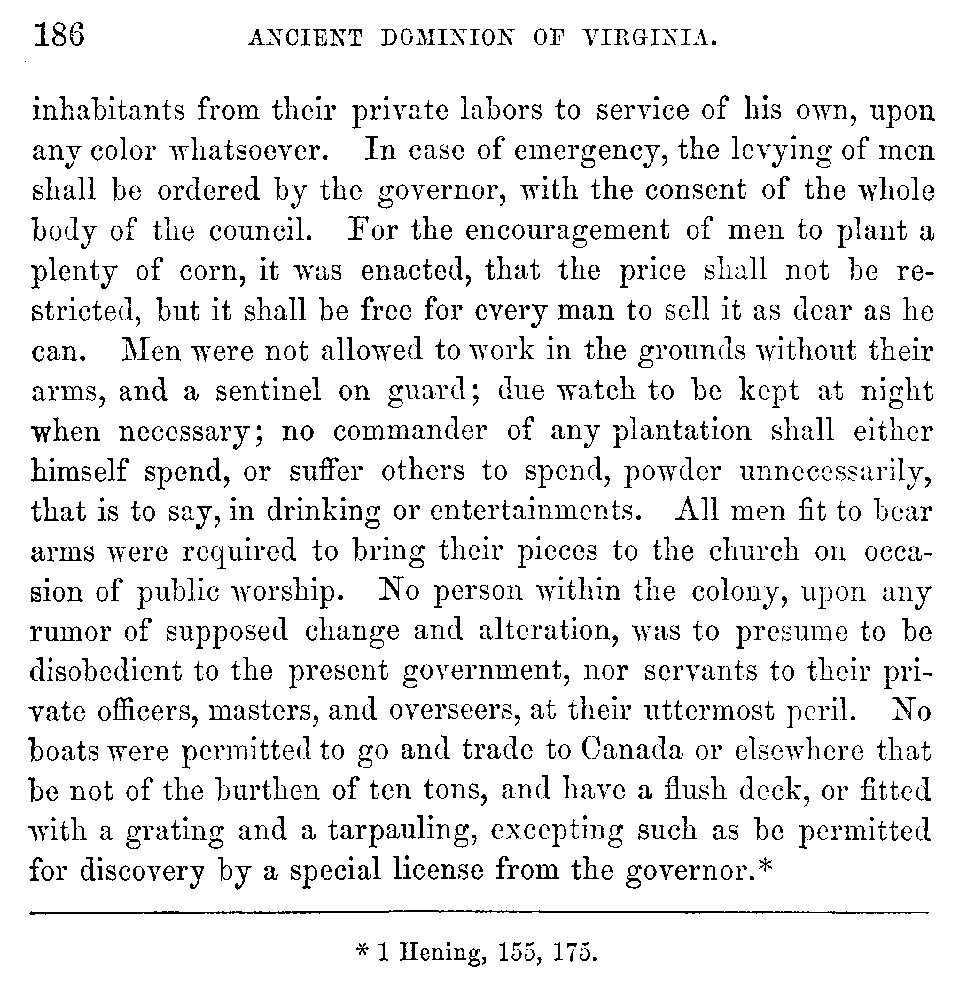 186 ANCIENT DOMINION OF VIRGINIA.
inhabitants from their private labors to service of his own, upon
any color whatsoever. In case of emergency, the levying of men
shall be ordered by the governor, with the consent of the whole
body of the council. For the encouragement of men to plant a
plenty of corn, it was enacted, that the price shall not be re-
stricted, but it shall be free for every man to sell it as dear as he
can. Men were not allowed to work in the grounds without their
arms, and a sentinel on guard; due watch to be kept at night
when necessary; no commander of any plantation shall either
himself spend, or suffer others to spend, powder unnecessarily,
that is to say, in drinking or entertainments. All men fit to bear
arms were required to bring their pieces to the church on occa-
sion of public worship. No person within the colony, upon any
rumor of supposed change and alteration, was to presume to be
disobedient to the present government, nor servants to their pri-
vate officers, masters, and overseers, at their uttermost peril. No
boats were permitted to go and trade to Canada or elsewhere that
be not of the burthen of ten tons, and have a flush deck, or fitted
with a grating and a tarpauling, excepting such as be permitted
for discovery by a special license from the governor.*
* 1 Hening, 155, 175.